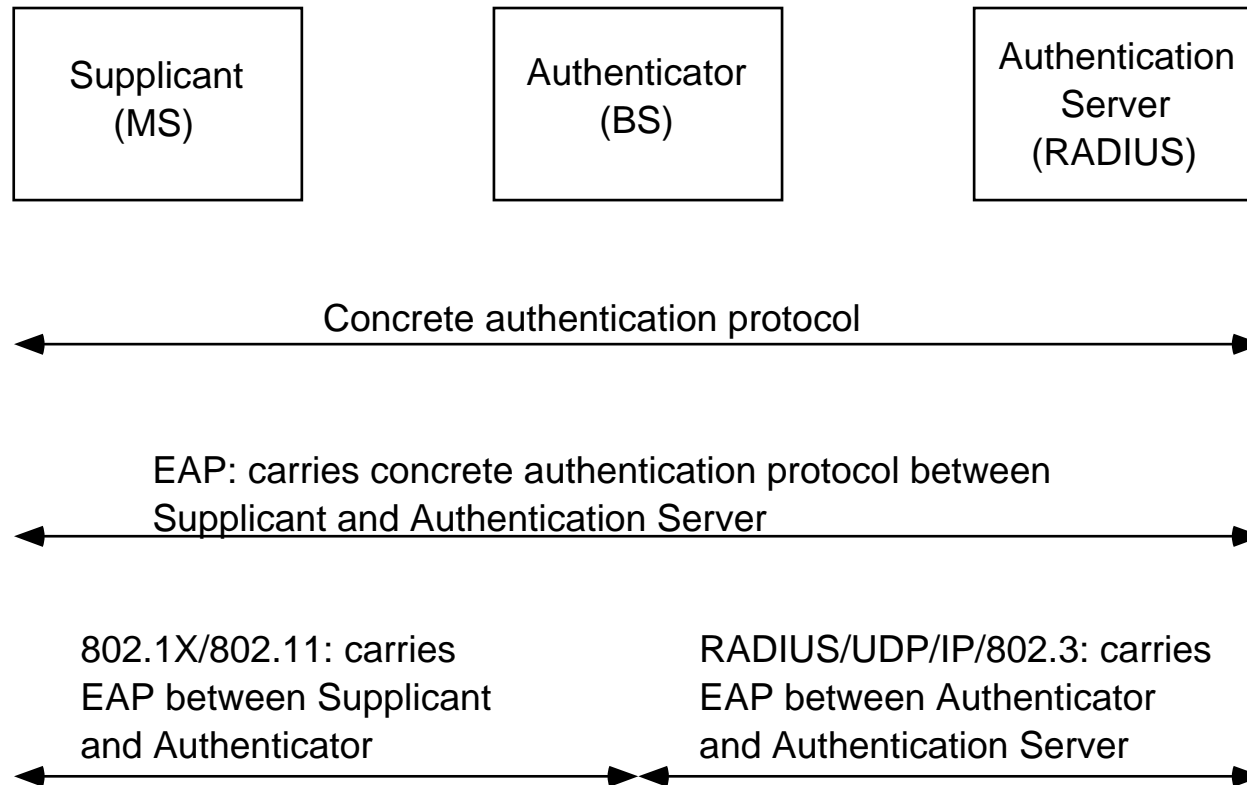 Supplicant
(MS)
Authenticator
(BS)
Authentication
Server
(RADIUS)
Concrete authentication protocol
EAP: carries concrete authentication protocol between
Supplicant and Authentication Server
802.1X/802.11: carries
EAP between Supplicant
and Authenticator
RADIUS/UDP/IP/802.3: carries
EAP between Authenticator
and Authentication Server